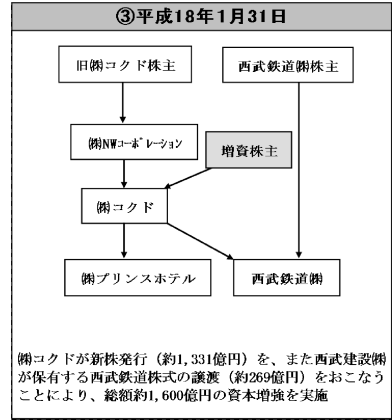 ③平成18年1月31日
旧㈱コクド株主
西武鉄道㈱株主
㈱NWコーポレーション
増資株主
㈱コクド
㈱プリンスホテル
西武鉄道㈱
㈱コクドが新株発行（約1,331億円）を、また西武建設㈱
が保有する西武鉄道株式の譲渡（約269億円）をおこなう
ことにより、総額約1,600億円の資本増強を実施